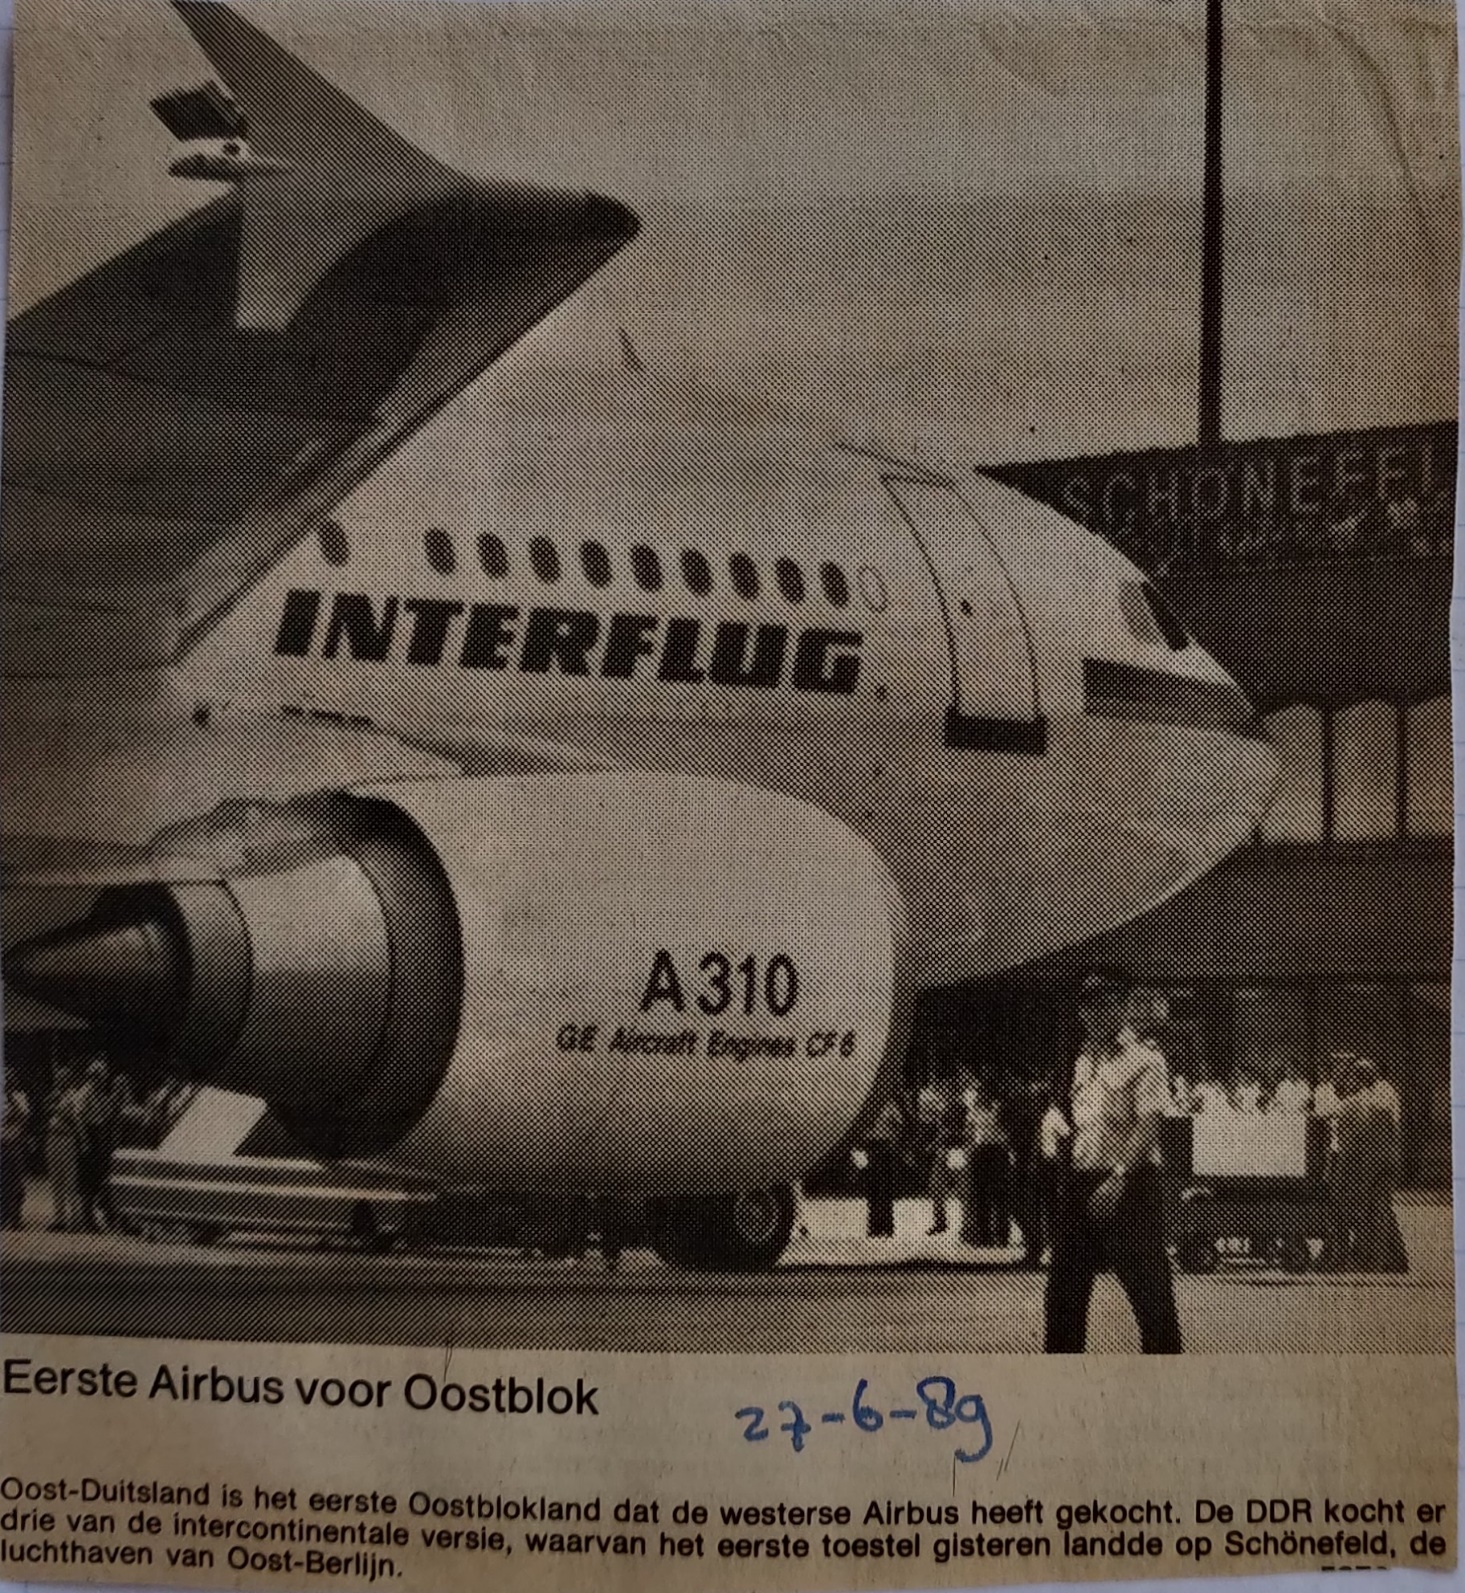 SCHÖNEFEL
INTERFLUG
A310
GE Aircraft Engines CF6
Eerste Airbus voor Oostblok
27-6-89
Oost-Duitsland is het eerste Oostblokland dat de westerse Airbus heeft gekocht. De DDR kocht er
drie van de intercontinentale versie, waarvan het eerste toestel gisteren landde op Schönefeld, de
luchthaven van Oost-Berlijn.